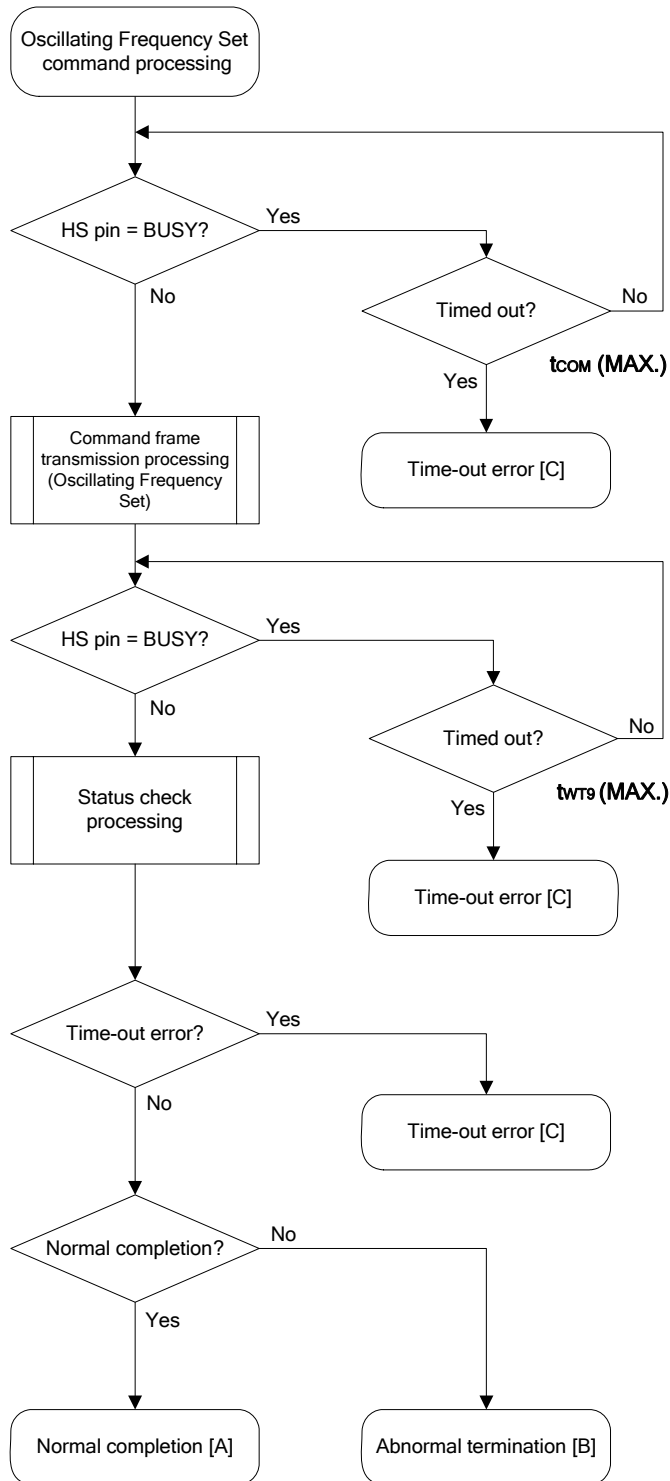 Oscillating Frequency Set
command processing
HS pin = BUSY?
Yes
No
Timed out?
No
tCOM (MAX.)
Yes
Command frame
transmission processing
(Oscillating Frequency
Set)
Time-out error [C]
HS pin = BUSY?
Yes
No
Timed out?
No
tWT9 (MAX.)
Yes
Status check
processing
Time-out error [C]
Time-out error?
Yes
No
Time-out error [C]
Normal completion?
No
Yes
Normal completion [A]
Abnormal termination [B]